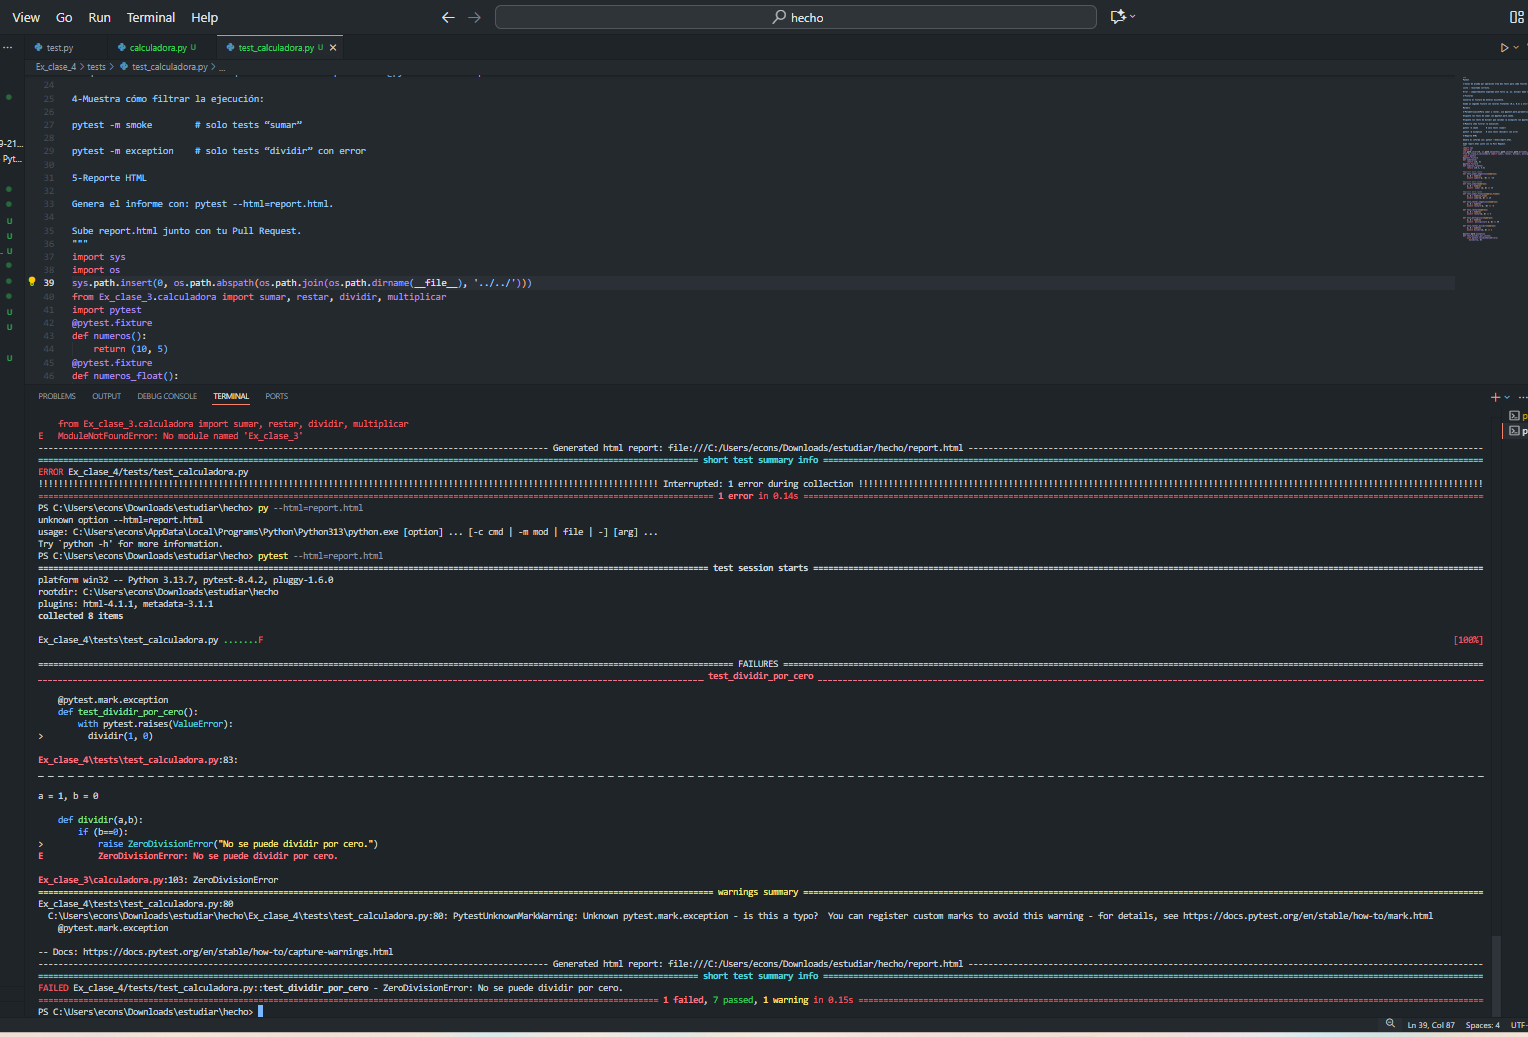 View Go Run Terminal Help
hecho
test.py calculadora.py U test_calculadora.py U
Ex_clase_4 > tests > test_calculadora.py > ...
24
25 4-Muestra cómo filtrar la ejecución:
26
27 pytest -m smoke # solo tests “sumar”
28
29 pytest -m exception # solo tests “dividir” con error
30
31 5-Reporte HTML
32
33 Genera el informe con: pytest --html=report.html.
34
35 Sube report.html junto con tu Pull Request.
36 """
37 import sys
38 import os
39 sys.path.insert(0, os.path.abspath(os.path.join(os.path.dirname(__file__), '../../')))
40 from Ex_clase_3.calculadora import sumar, restar, dividir, multiplicar
41 import pytest
42 @pytest.fixture
43 def numeros():
44 return (10, 5)
45 @pytest.fixture
46 def numeros_float():
9-21...
Pyt...
U
U
U
U
U
U
PROBLEMS OUTPUT DEBUG CONSOLE TERMINAL PORTS
from Ex_clase_3.calculadora import sumar, restar, dividir, multiplicar
E ModuleNotFoundError: No module named 'Ex_clase_3'
Generated html report: file:///C:/Users/econs/Downloads/estudiar/hecho/report.html
short test summary info
ERROR Ex_clase_4/tests/test_calculadora.py
Interrupted: 1 error during collection
1 error in 0.14s
PS C:\Users\econs\Downloads\estudiar\hecho> py --html=report.html
unknown option --html=report.html
usage: C:\Users\econs\AppData\Local\Programs\Python\Python313\python.exe [option] ... [-c cmd | -m mod | file | -] [arg] ...
Try `python -h' for more information.
PS C:\Users\econs\Downloads\estudiar\hecho> pytest --html=report.html
test session starts
platform win32 -- Python 3.13.7, pytest-8.4.2, pluggy-1.6.0
rootdir: C:\Users\econs\Downloads\estudiar\hecho
plugins: html-4.1.1, metadata-3.1.1
collected 8 items
Ex_clase_4\tests\test_calculadora.py .......F [100%]
FAILURES
test_dividir_por_cero
@pytest.mark.exception
def test_dividir_por_cero():
with pytest.raises(ValueError):
> dividir(1, 0)
Ex_clase_4\tests\test_calculadora.py:83:
a = 1, b = 0
def dividir(a,b):
if (b==0):
> raise ZeroDivisionError("No se puede dividir por cero.")
E ZeroDivisionError: No se puede dividir por cero.
Ex_clase_3\calculadora.py:103: ZeroDivisionError
warnings summary
Ex_clase_4\tests\test_calculadora.py:80
C:\Users\econs\Downloads\estudiar\hecho\Ex_clase_4\tests\test_calculadora.py:80: PytestUnknownMarkWarning: Unknown pytest.mark.exception - is this a typo? You can register custom marks to avoid this warning - for details, see https://docs.pytest.org/en/stable/how-to/mark.html
@pytest.mark.exception
-- Docs: https://docs.pytest.org/en/stable/how-to/capture-warnings.html
Generated html report: file:///C:/Users/econs/Downloads/estudiar/hecho/report.html
short test summary info
FAILED Ex_clase_4/tests/test_calculadora.py::test_dividir_por_cero - ZeroDivisionError: No se puede dividir por cero.
1 failed, 7 passed, 1 warning in 0.15s
PS C:\Users\econs\Downloads\estudiar\hecho>
Ln 39, Col 87 Spaces: 4 UTF-